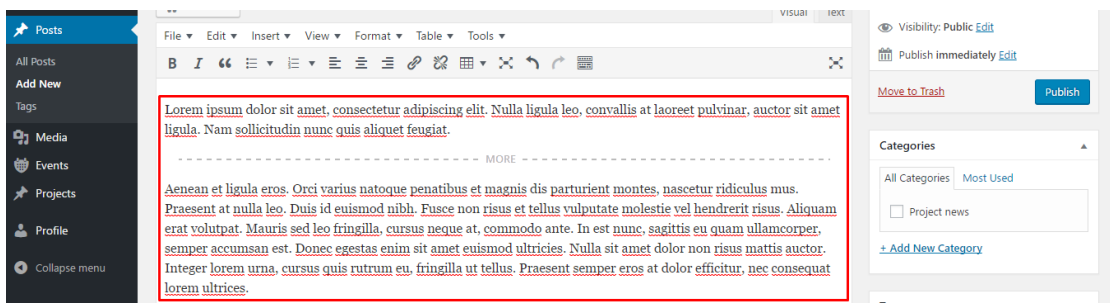 Visual Text
Posts
All Posts
Add New
Tags
Media
Events
Projects
Profile
Collapse menu
File Edit Insert View Format Table Tools
Lorem ipsum dolor sit amet, consectetur adipiscing elit. Nulla ligula leo, convallis at laoreet pulvinar, auctor sit amet
ligula. Nam sollicitudin nunc quis aliquet feugiat.
MORE
Aenean et ligula eros. Orci varius natoque penatibus et magnis dis parturient montes, nascetur ridiculus mus.
Praesent at nulla leo. Duis id euismod nibh. Fusce non risus et tellus vulputate molestie vel hendrerit risus. Aliquam
erat volutpat. Mauris sed leo fringilla, cursus neque at, commodo ante. In est nunc, sagittis eu quam ullamcorper,
semper accumsan est. Donec egestas enim sit amet euismod ultricies. Nulla sit amet dolor non risus mattis auctor.
Integer lorem urna, cursus quis rutrum eu, fringilla ut tellus. Praesent semper eros at dolor efficitur, nec consequat
lorem ultrices.
Visibility: Public Edit
Publish immediately Edit
Move to Trash Publish
Categories
All Categories Most Used
Project news
+ Add New Category